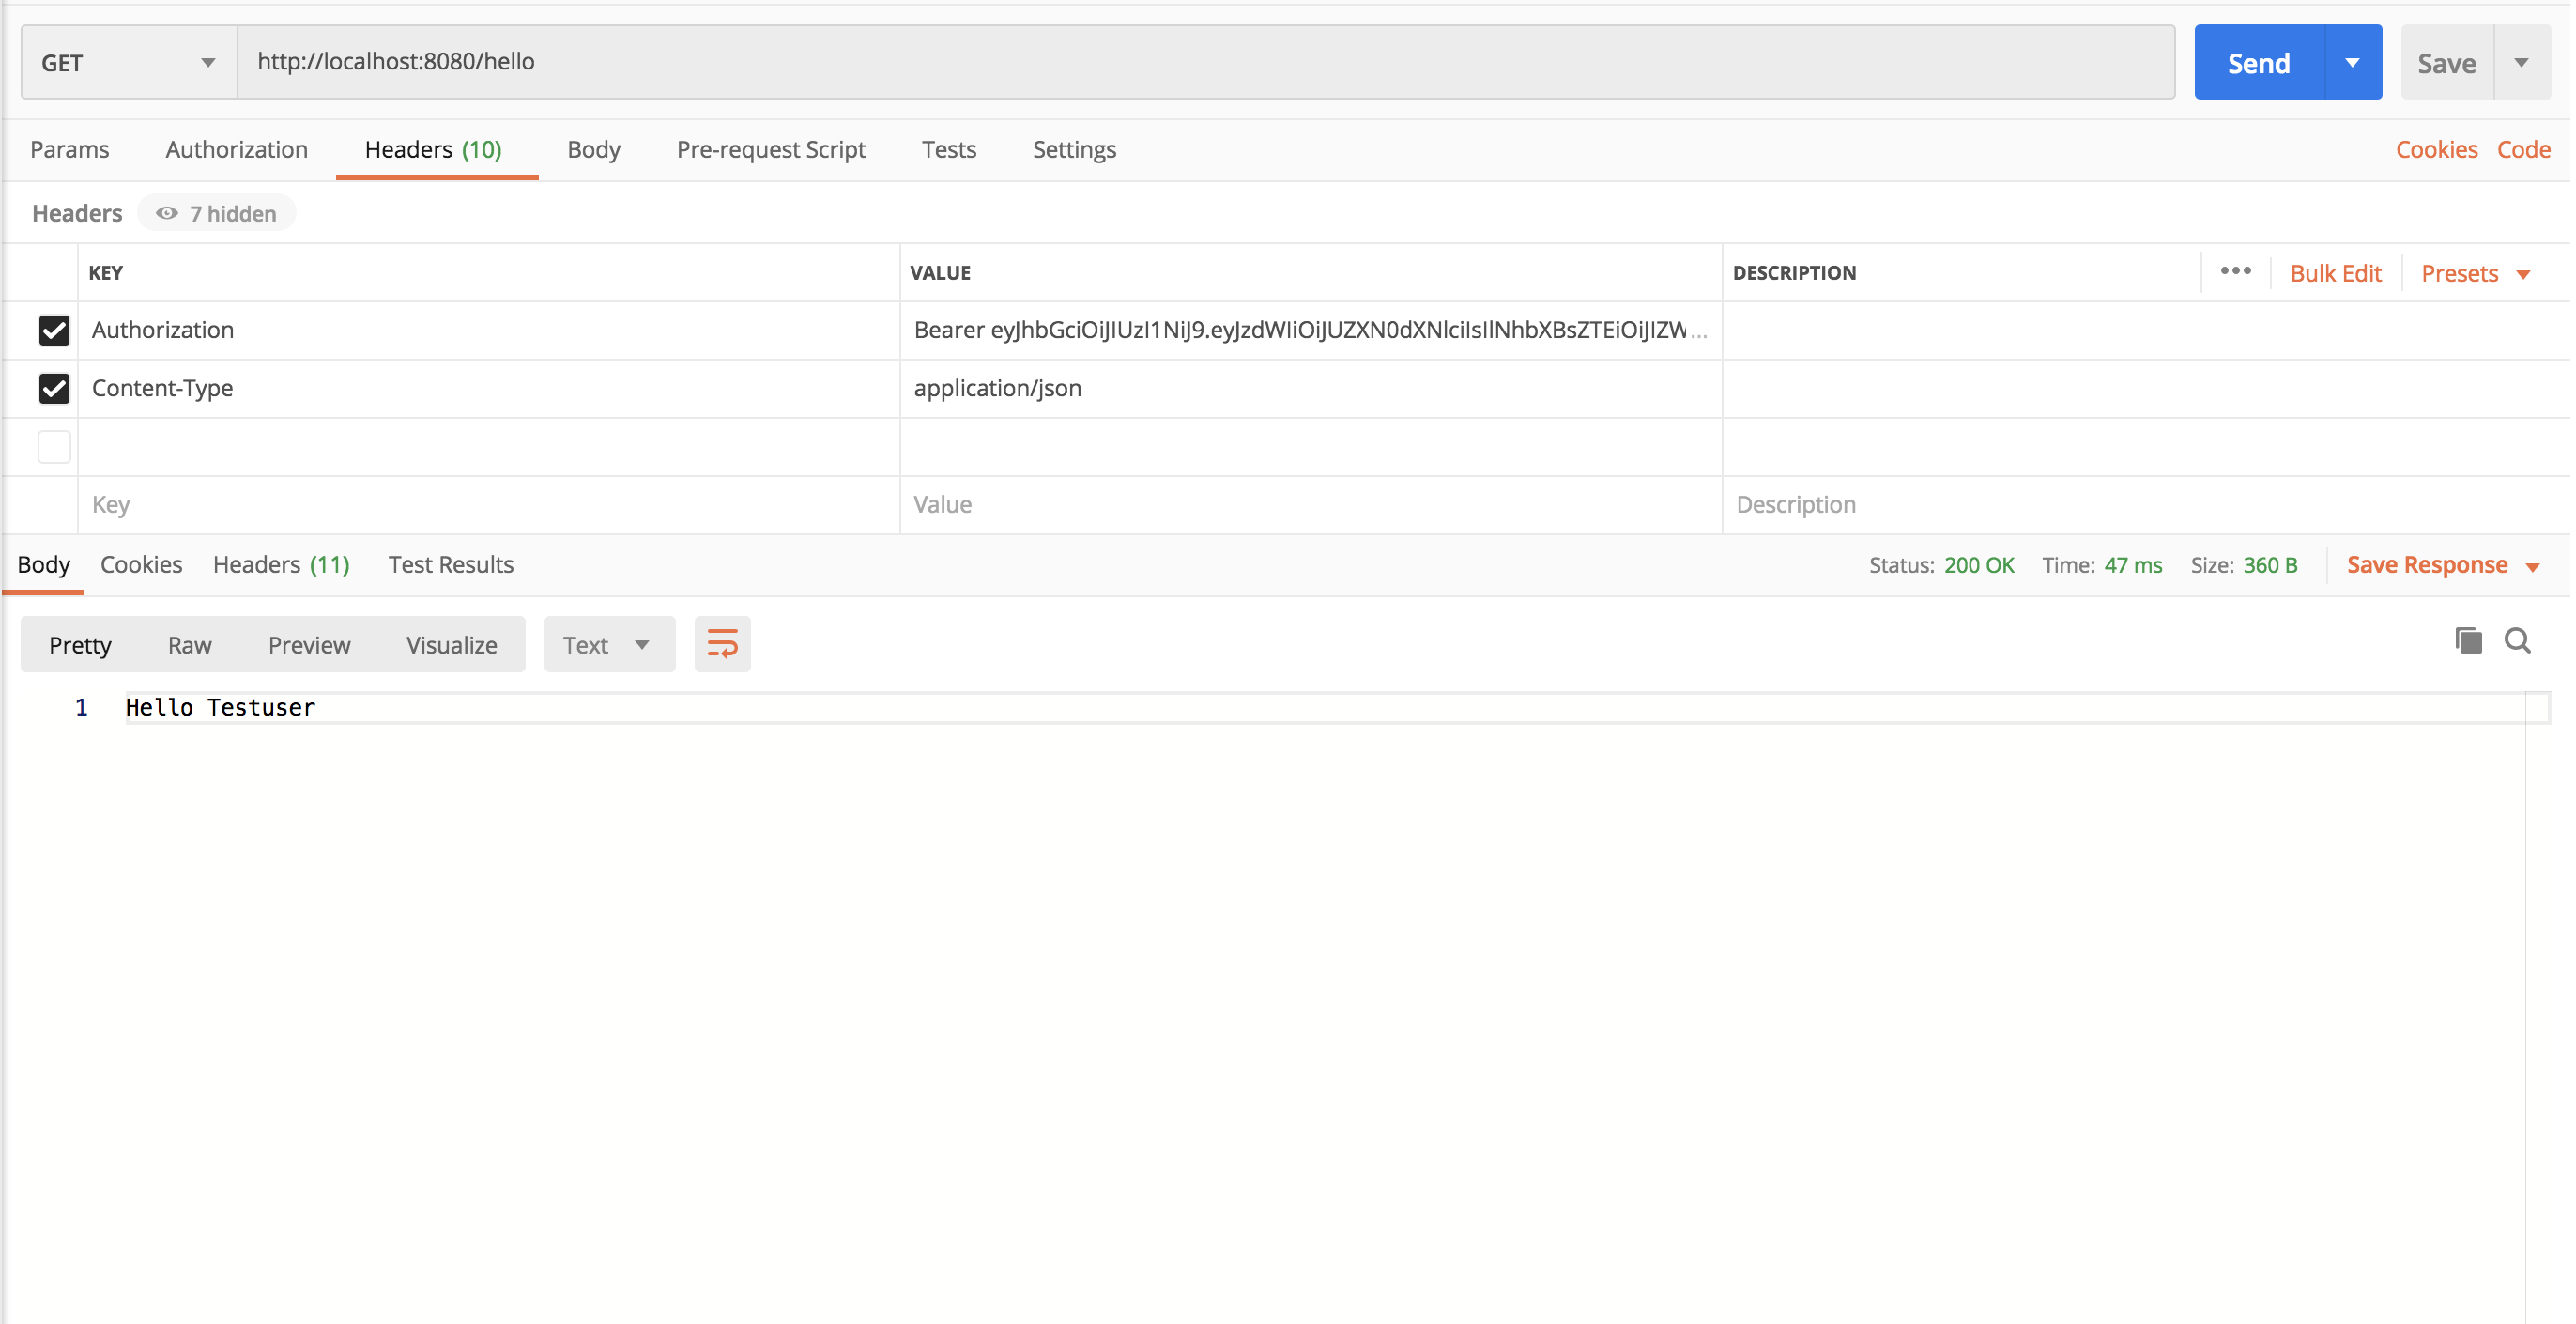 GET http://localhost:8080/hello Send Save
Params Authorization Headers (10) Body Pre-request Script Tests Settings Cookies Code
Headers 7 hidden
KEY VALUE DESCRIPTION ••• Bulk Edit Presets
Authorization Bearer eyJhbGciOiJIUzI1NiJ9.eyJzdWIiOiJUZXN0dXNlciIsIlNhbXBsZTEiOiJIZW...
Content-Type application/json
Key Value Description
Body Cookies Headers (11) Test Results Status: 200 OK Time: 47 ms Size: 360 B Save Response
Pretty Raw Preview Visualize Text
1 Hello Testuser